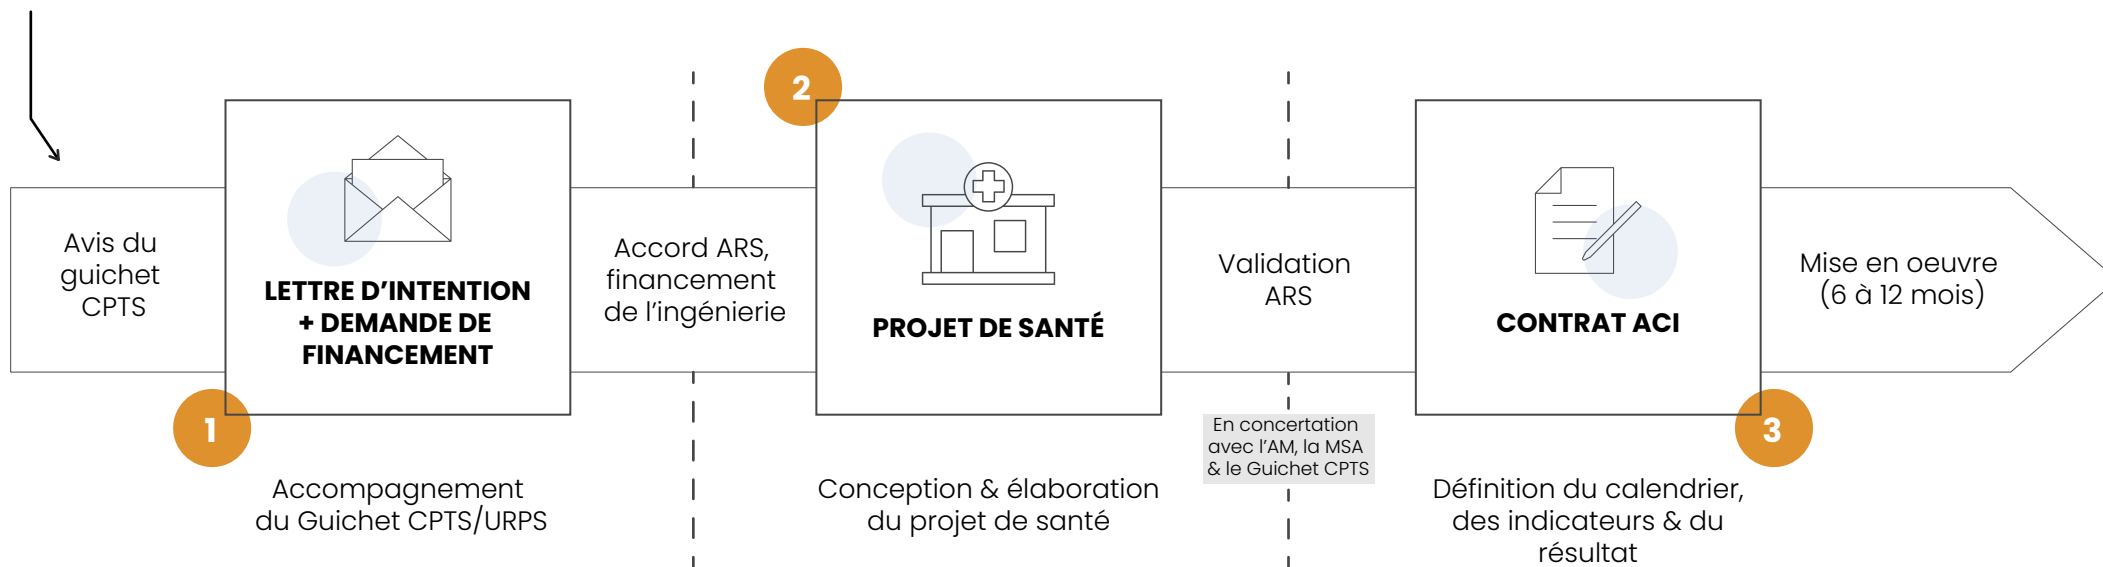 Avis du
guichet
CPTS
1
LETTRE D’INTENTION
+ DEMANDE DE
FINANCEMENT
Accompagnement
du Guichet CPTS/URPS
Accord ARS,
financement
de l’ingénierie
2
PROJET DE SANTÉ
Conception & élaboration
du projet de santé
Validation
ARS
En concertation
avec l’AM, la MSA
& le Guichet CPTS
CONTRAT ACI
3
Définition du calendrier,
des indicateurs & du
résultat
Mise en oeuvre
(6 à 12 mois)